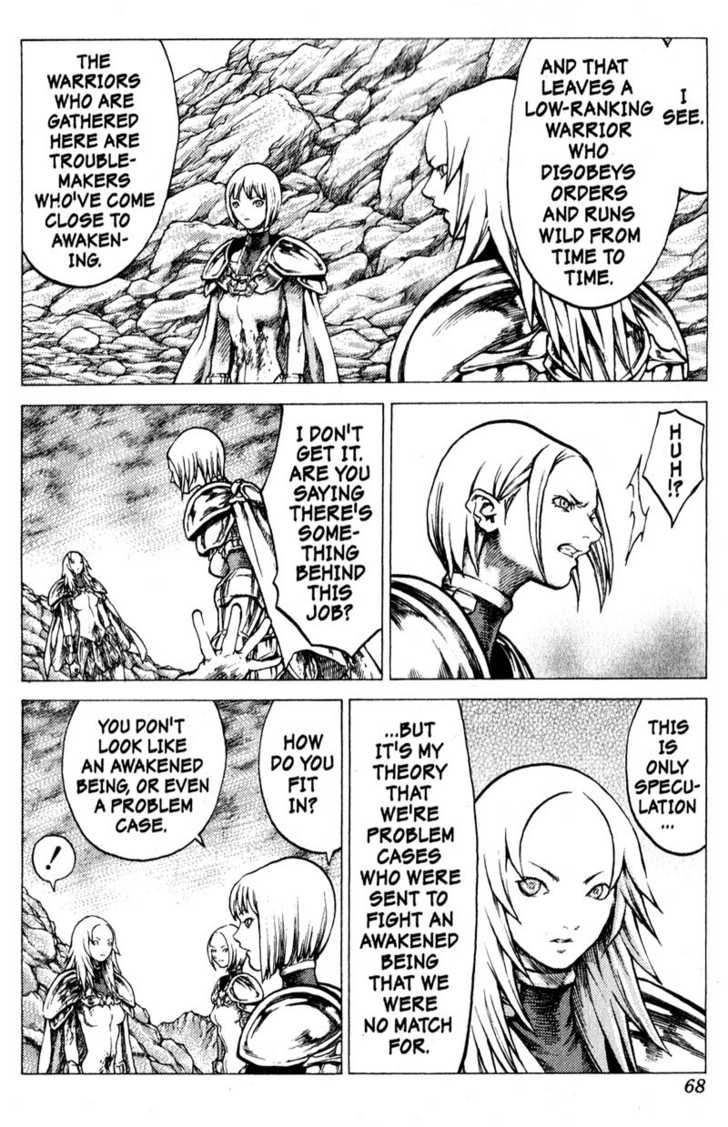 I
SEE.
AND THAT
LEAVES A
LOW-RANKING
WARRIOR
WHO
DISOBEYS
ORDERS
AND RUNS
WILD FROM
TIME TO
TIME.
THE
WARRIORS
WHO ARE
GATHERED
HERE ARE
TROUBLE-
MAKERS
WHO'VE COME
CLOSE TO
AWAKEN-
ING.
H
U
H
!?
I DON'T
GET IT.
ARE YOU
SAYING
THERE'S
SOME-
THING
BEHIND
THIS
JOB?
THIS
IS
ONLY
SPECU-
LATION
...
...BUT
IT'S MY
THEORY
THAT
WE'RE
PROBLEM
CASES
WHO WERE
SENT TO
FIGHT AN
AWAKENED
BEING
THAT WE
WERE
NO MATCH
FOR.
HOW
DO YOU
FIT
IN?
YOU DON'T
LOOK LIKE
AN AWAKENED
BEING, OR EVEN
A PROBLEM
CASE.
!
68